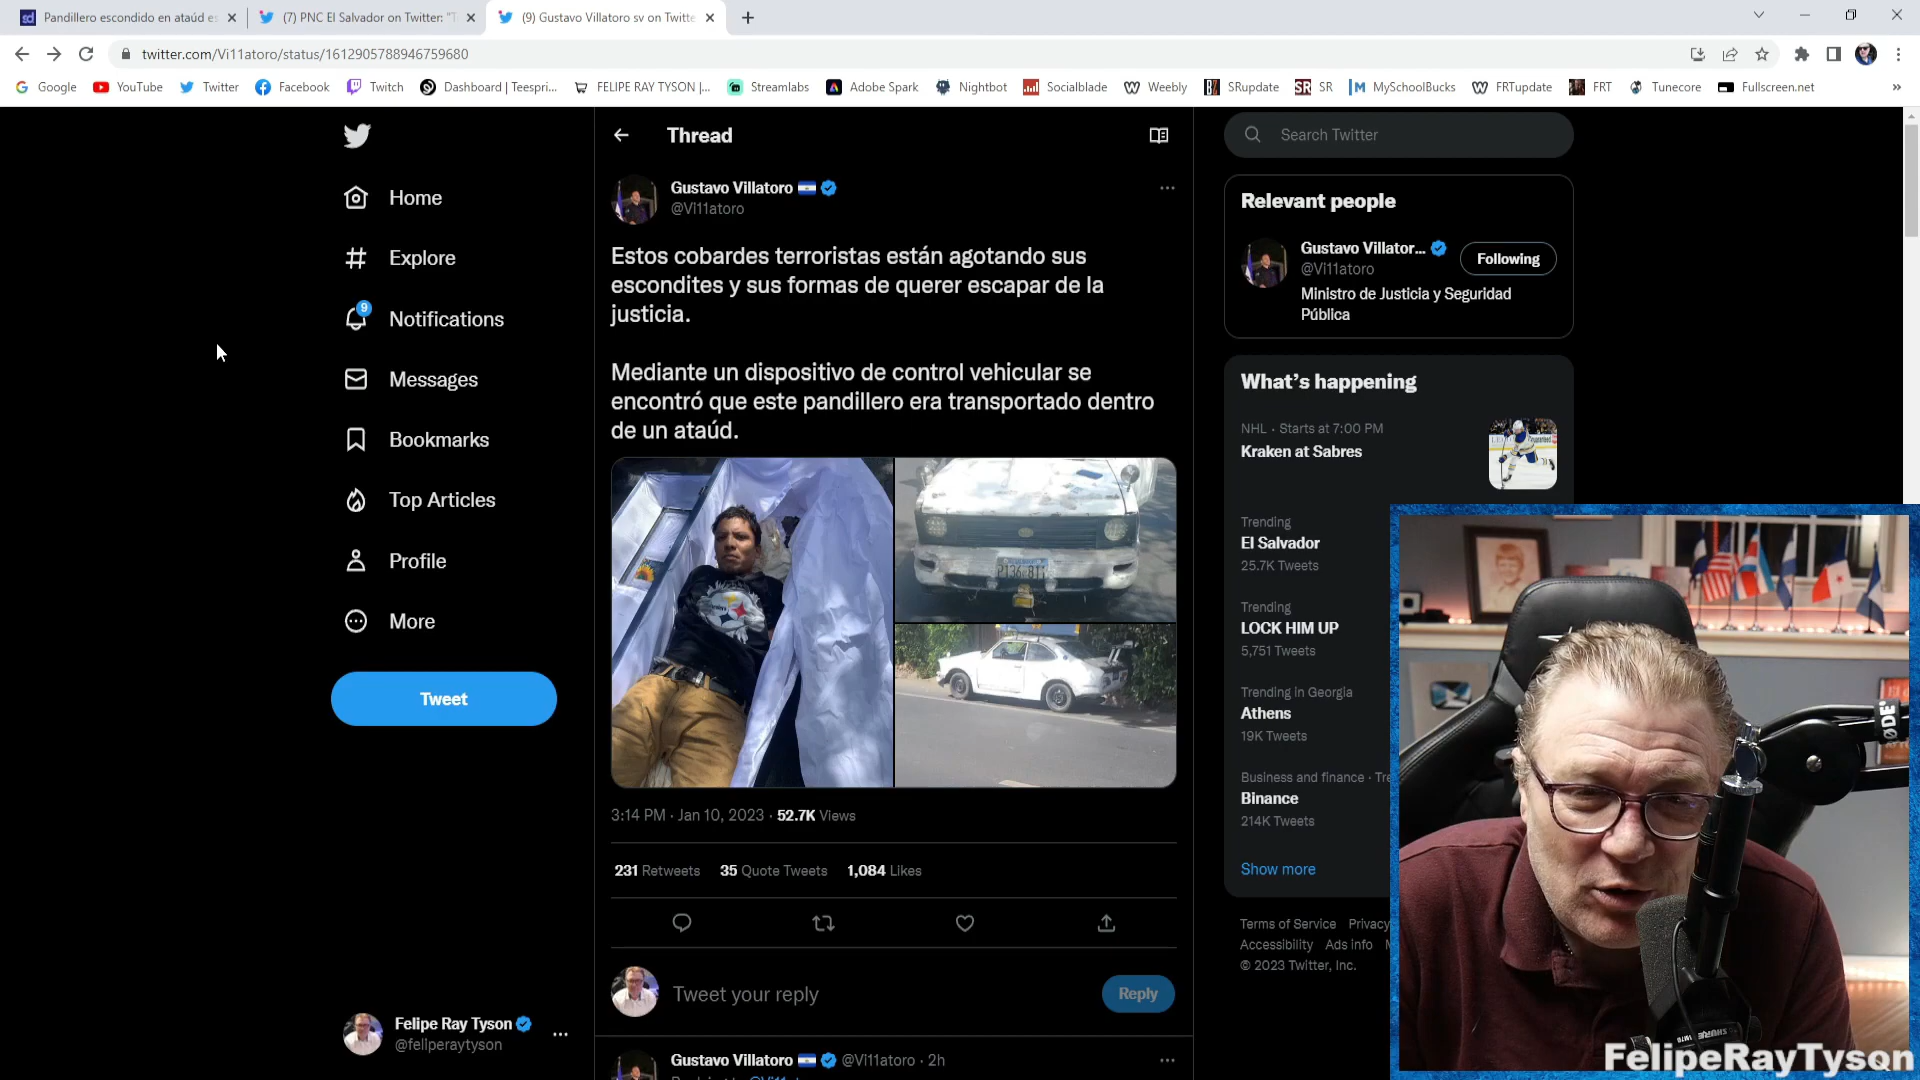 Pandillero escondido en ataúd es
(7) PNC El Salvador on Twitter: "T
(9) Gustavo Villatoro sv on Twitte
twitter.com/Vi11atoro/status/1612905788946759680
Google
YouTube
Twitter
Facebook
Twitch
Dashboard | Teespri...
FELIPE RAY TYSON |...
Streamlabs
Adobe Spark
Nightbot
Socialblade
Weebly
SRupdate
SR
MySchoolBucks
FRTupdate
FRT
Tunecore
Fullscreen.net
Home
Explore
9
Notifications
Messages
Bookmarks
Top Articles
Profile
More
Tweet
Felipe Ray Tyson
@feliperaytyson
Thread
Gustavo Villatoro
@Vi11atoro
Estos cobardes terroristas están agotando sus
escondites y sus formas de querer escapar de la
justicia.
Mediante un dispositivo de control vehicular se
encontró que este pandillero era transportado dentro
de un ataúd.
3:14 PM · Jan 10, 2023 · 52.7K Views
231 Retweets 35 Quote Tweets 1,084 Likes
Tweet your reply
Reply
Gustavo Villatoro @Vi11atoro · 2h
Search Twitter
Relevant people
Gustavo Villator...
@Vi11atoro
Following
Ministro de Justicia y Seguridad
Pública
What's happening
NHL · Starts at 7:00 PM
Kraken at Sabres
Trending
El Salvador
25.7K Tweets
Trending
LOCK HIM UP
5,751 Tweets
Trending in Georgia
Athens
19K Tweets
Business and finance · Tre
Binance
214K Tweets
Show more
Terms of Service Privacy
Accessibility Ads info
© 2023 Twitter, Inc.
RØDE
SHURE
FelipeRayTyson